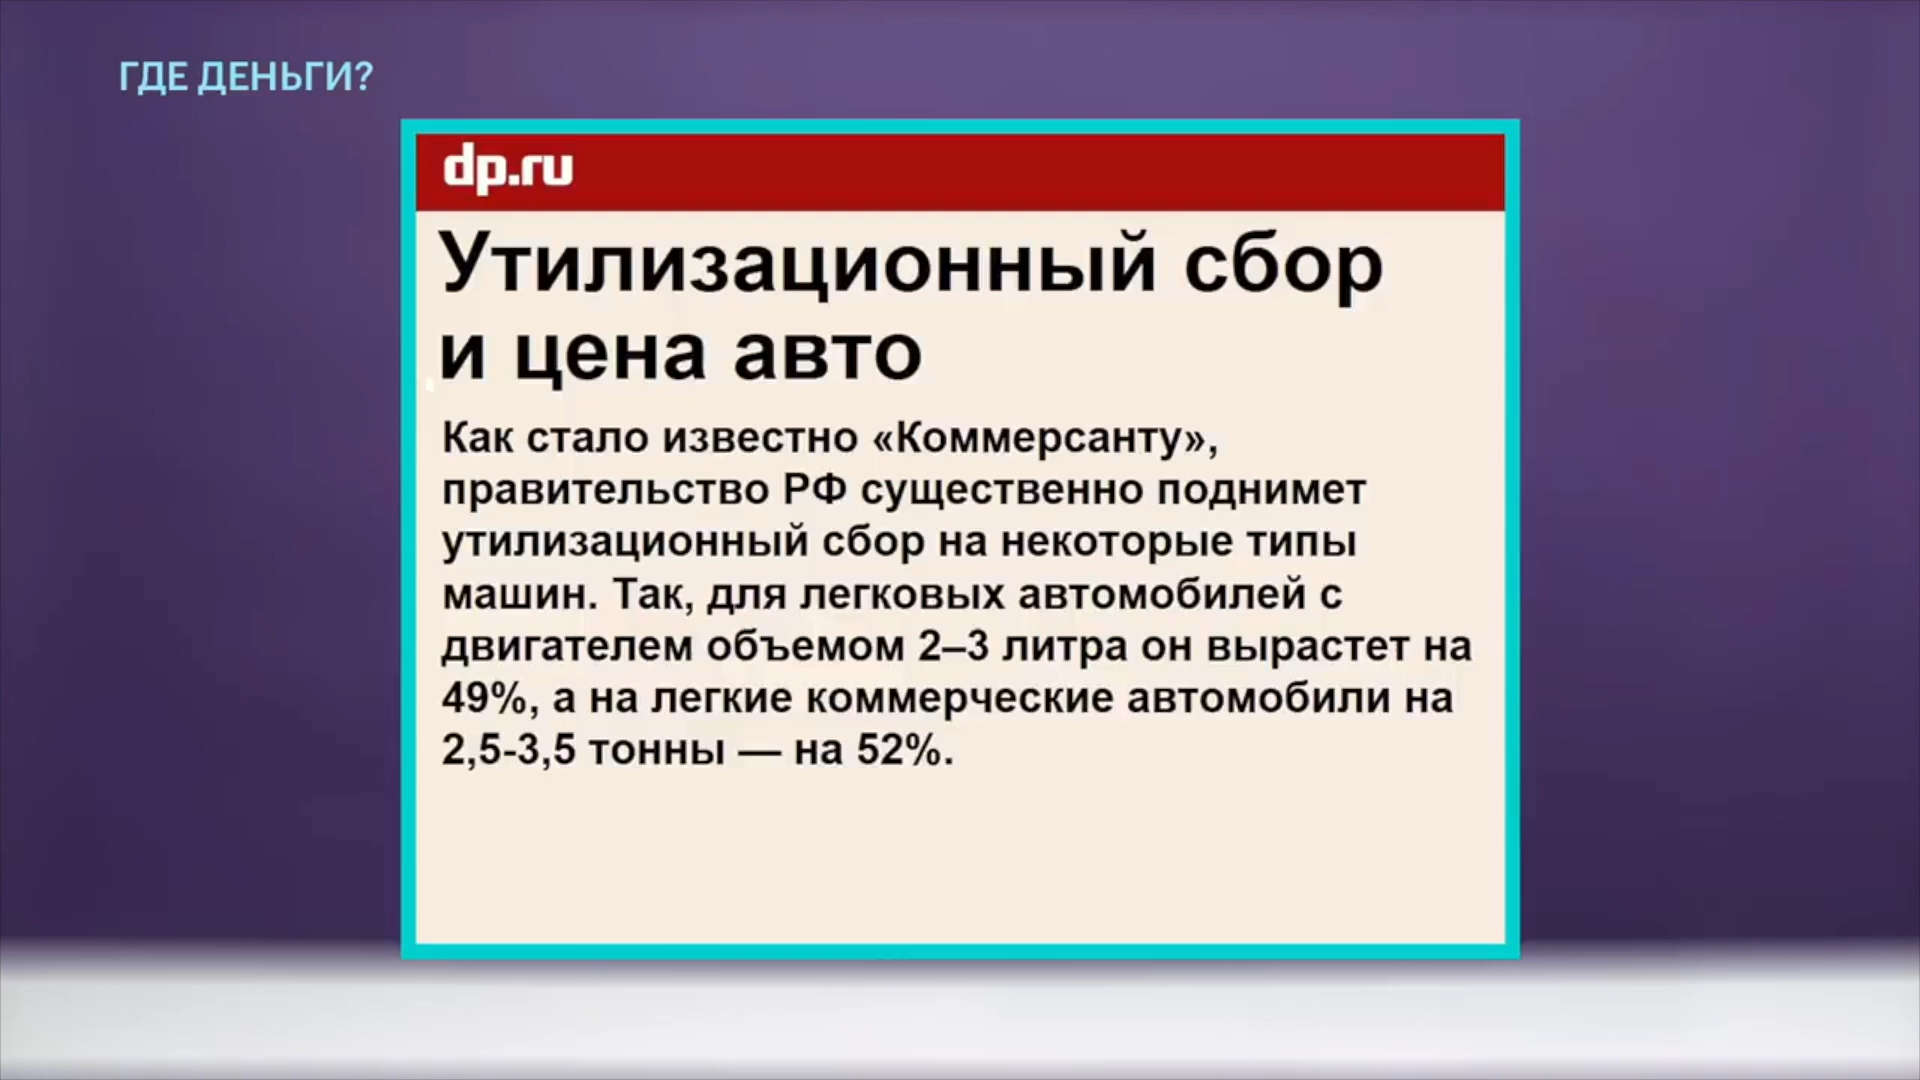 ГДЕ ДЕНЬГИ?
dp.ru
Утилизационный сбор
и цена авто
Как стало известно «Коммерсанту»,
правительство РФ существенно поднимет
утилизационный сбор на некоторые типы
машин. Так, для легковых автомобилей с
двигателем объемом 2–3 литра он вырастет на
49%, а на легкие коммерческие автомобили на
2,5-3,5 тонны — на 52%.